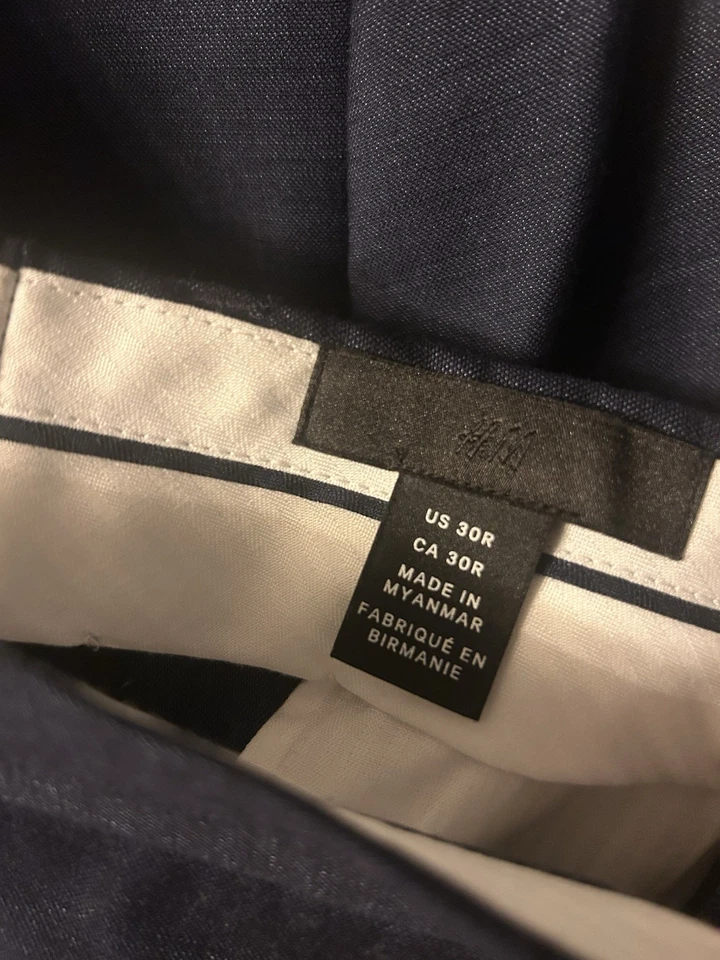 H&M
US 30R
CA 30R
MADE IN
MYANMAR
FABRIQUÉ EN
BIRMANIE